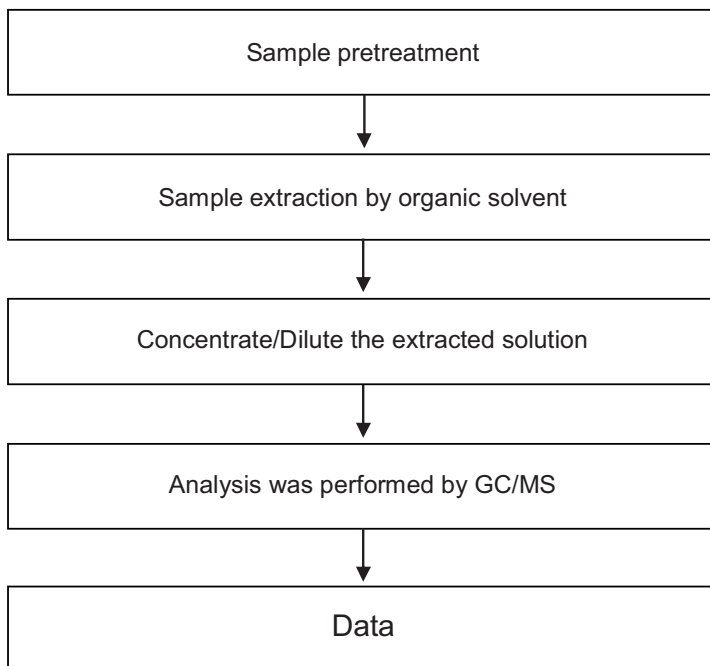 Sample pretreatment
Sample extraction by organic solvent
Concentrate/Dilute the extracted solution
Analysis was performed by GC/MS
Data